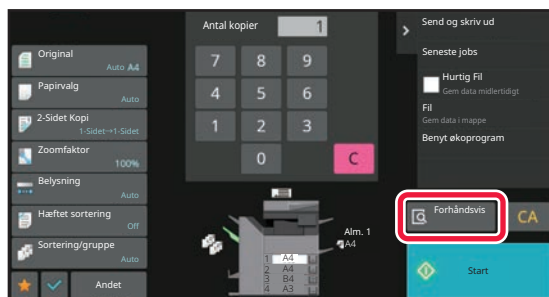 Original
Auto A4
Papirvalg
Auto
2-Sidet Kopi
1-Sidet→1-Sidet
Zoomfaktor
100%
Belysning
Auto
Hæftet sortering
Off
Sortering/gruppe
Auto
Andet
Antal kopier 1
7 8 9
4 5 6
1 2 3
0 C
Alm. 1
A4
1 A4
2 A4
3 B4
4 A3
Send og skriv ud
Seneste jobs
Hurtig Fil
Gem data midlertidigt
Fil
Gem data i mappe
Benyt økoprogram
Forhåndsvis
CA
Start